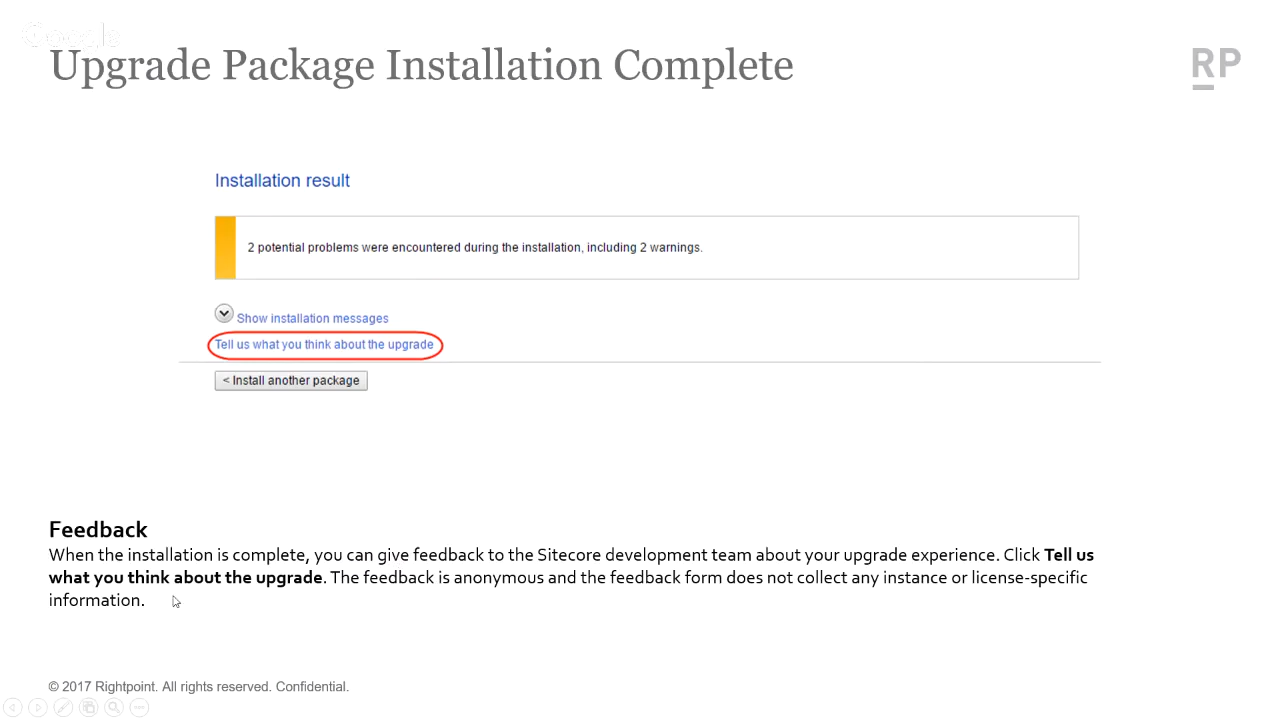 Google
Upgrade Package Installation Complete
RP
Installation result
2 potential problems were encountered during the installation, including 2 warnings.
Show installation messages
Tell us what you think about the upgrade
< Install another package
Feedback
When the installation is complete, you can give feedback to the Sitecore development team about your upgrade experience. Click Tell us
what you think about the upgrade. The feedback is anonymous and the feedback form does not collect any instance or license-specific
information.
© 2017 Rightpoint. All rights reserved. Confidential.